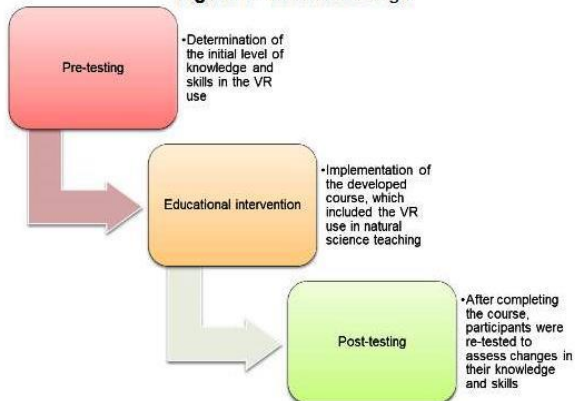 Pre-testing
•Determination of
the initial level of
knowledge and
skills in the VR
use
Educational intervention
•Implementation of
the developed
course, which
included the VR
use in natural
science teaching
Post-testing
•After completing
the course,
participants were
re-tested to
assess changes in
their knowledge
and skills